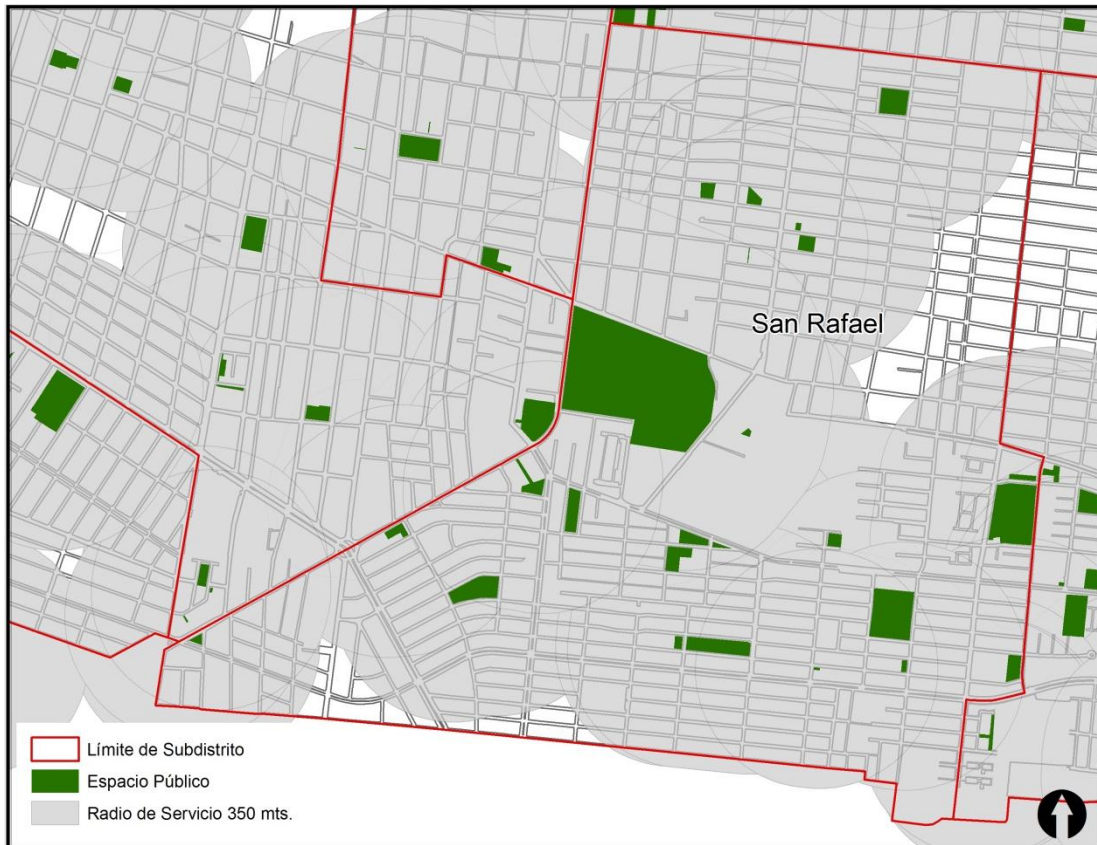 San Rafael
Límite de Subdistrito
Espacio Público
Radio de Servicio 350 mts.